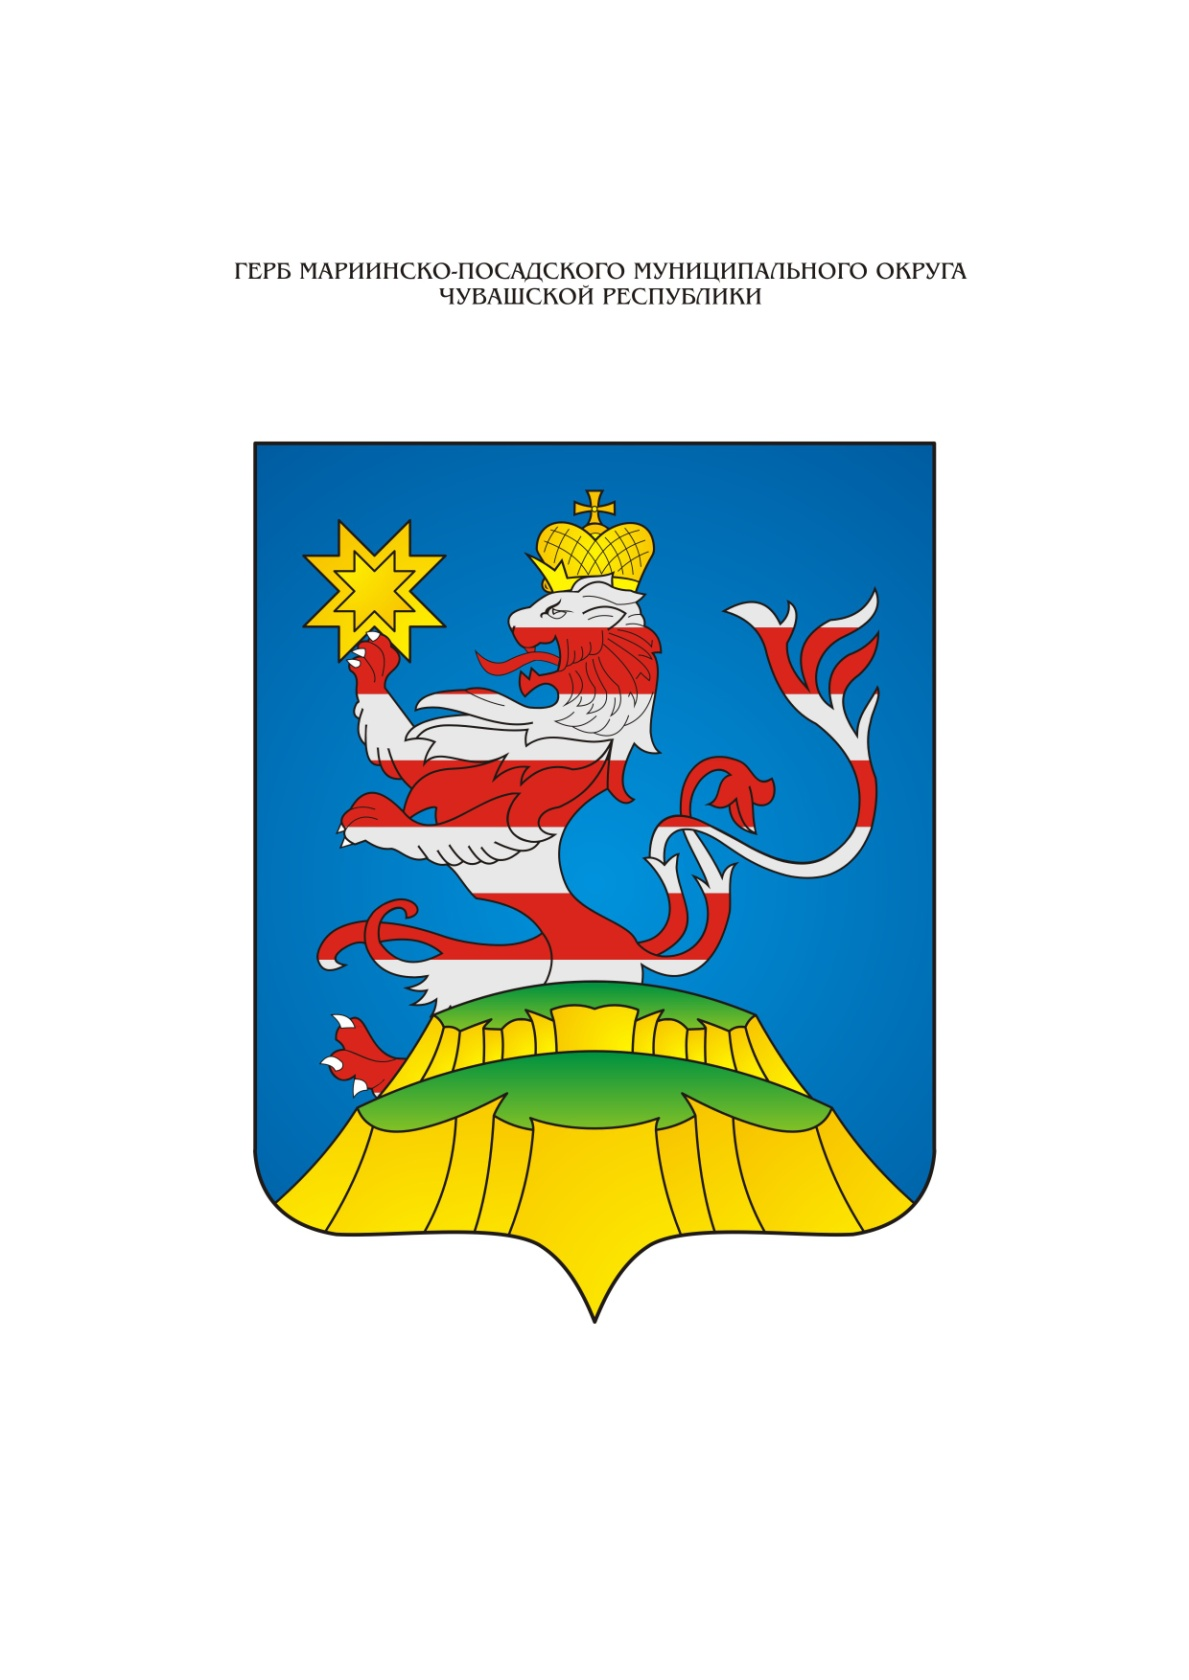 ГЕРБ МАРИИНСКО-ПОСАДСКОГО МУНИЦИПАЛЬНОГО ОКРУГА
ЧУВАШСКОЙ РЕСПУБЛИКИ